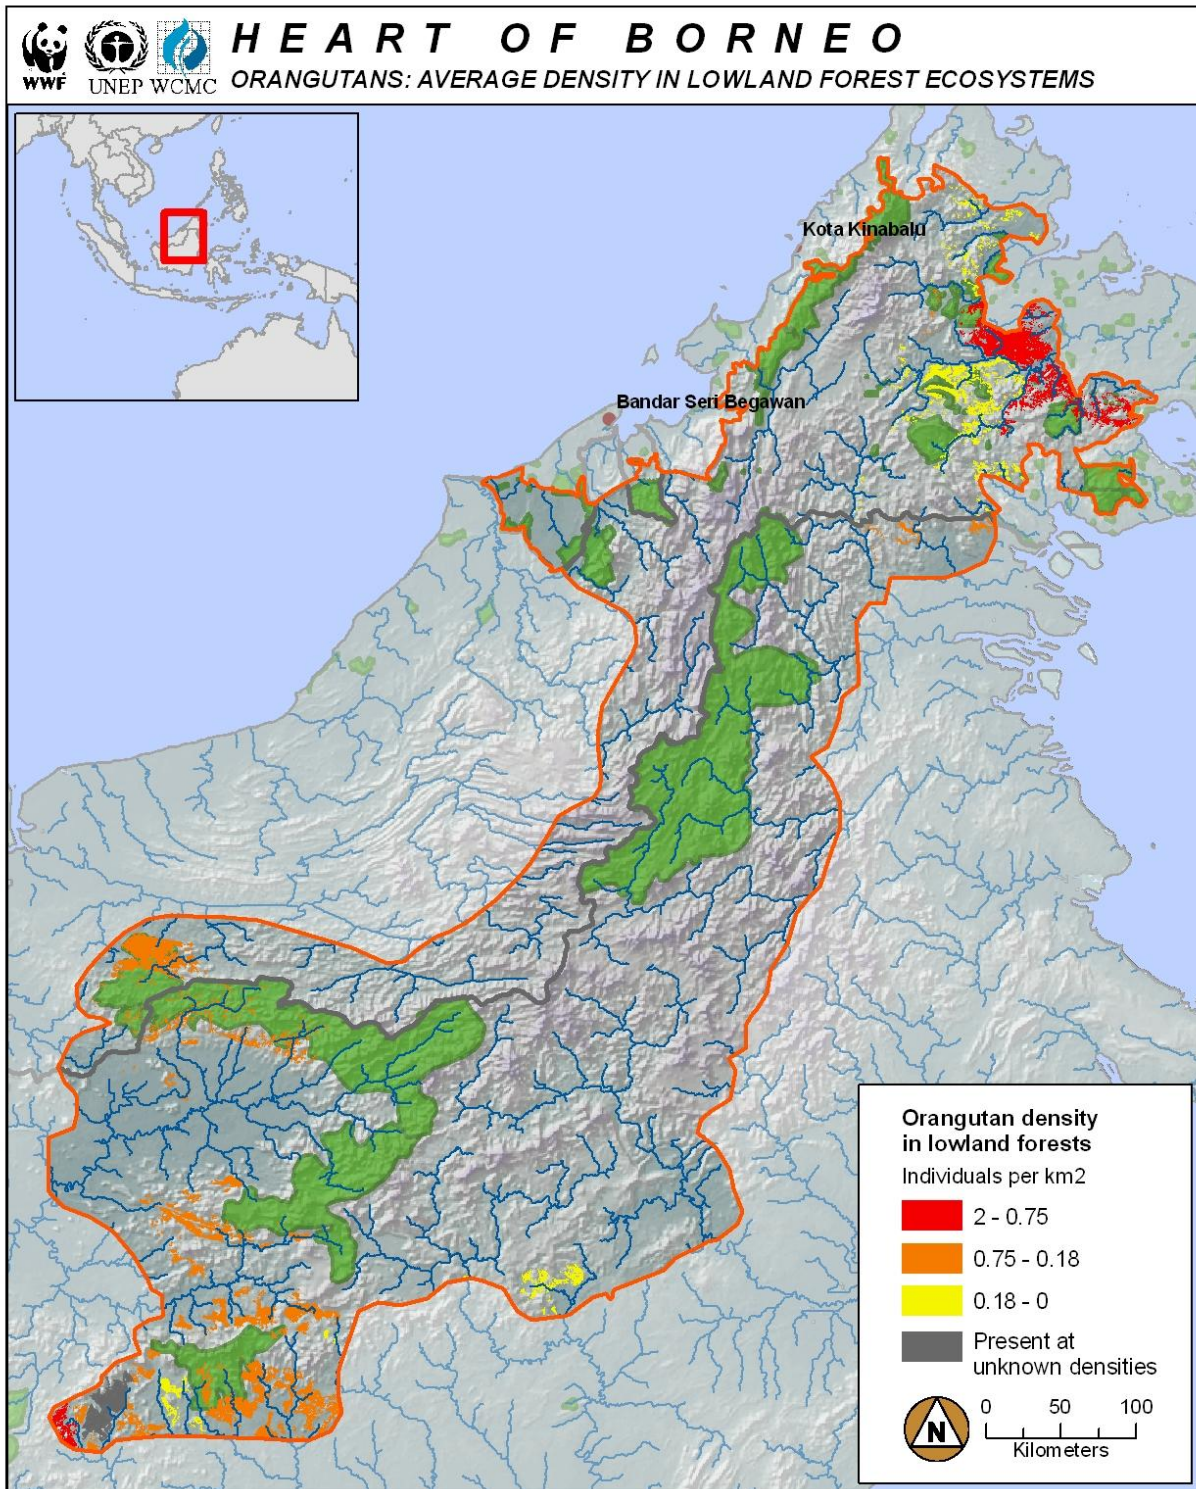 HEART OF BORNEO
ORANGUTANS: AVERAGE DENSITY IN LOWLAND FOREST ECOSYSTEMS
WWF
UNEP WCMC
Kota Kinabalu
Bandar Seri Begawan
Orangutan density
in lowland forests
Individuals per km2
2 - 0.75
0.75 - 0.18
0.18 - 0
Present at
unknown densities
N
0 50 100
Kilometers